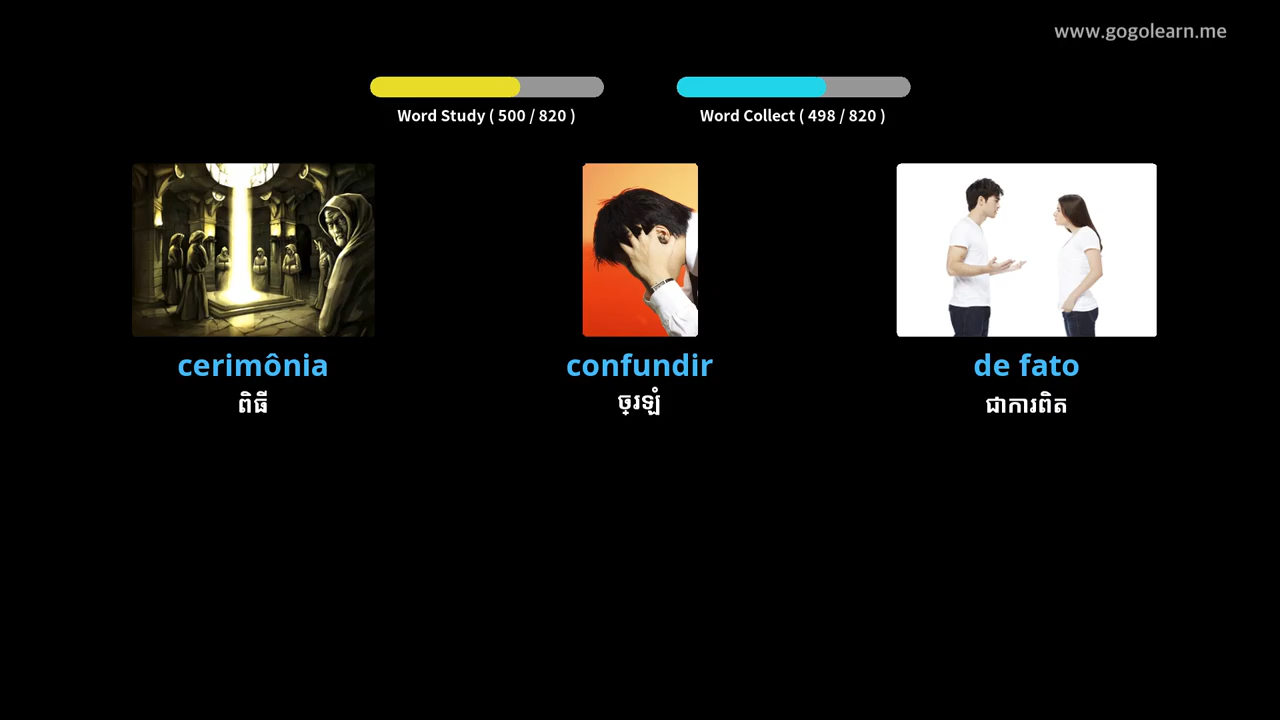 www.gogolearn.me
Word Study ( 500 / 820 )
Word Collect ( 498 / 820 )
cerimônia
confundir
de fato
ពិធី
ច្រឡំ
ជាការពិត